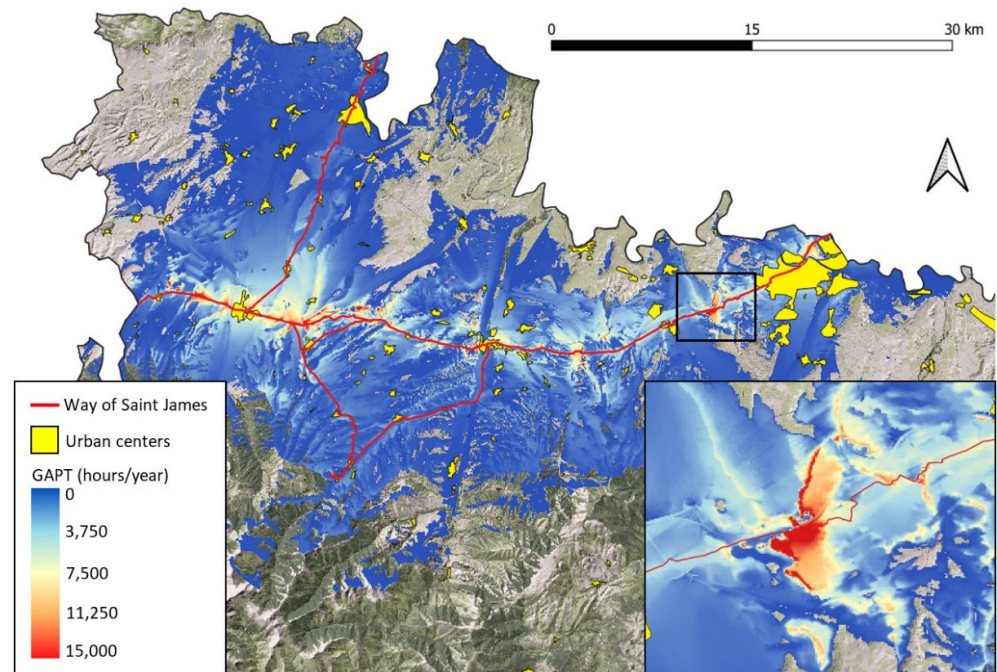 0 15 30 km
Way of Saint James
Urban centers
GAPT (hours/year)
0
3,750
7,500
11,250
15,000